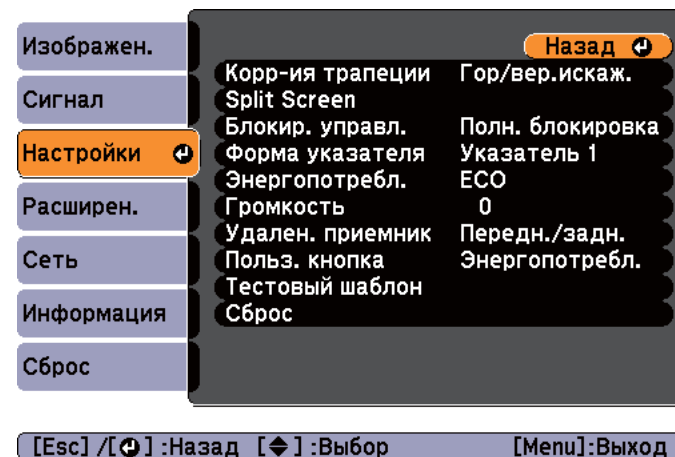 Изображен.
Сигнал
Настройки
Расширен.
Сеть
Информация
Сброс
Назад
Корр-ия трапеции Гор/вер.искаж.
Split Screen
Блокир. управл. Полн. блокировка
Форма указателя Указатель 1
Энергопотребл. ECO
Громкость 0
Удален. приемник Передн./задн.
Польз. кнопка Энергопотребл.
Тестовый шаблон
Сброс
[Esc] /[ ] :Назад [ ] :Выбор [Menu]:Выход